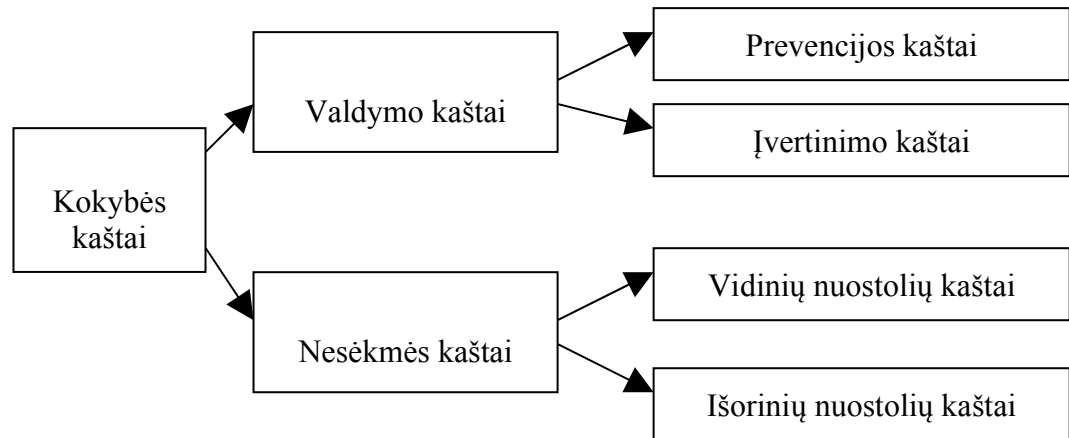 Kokybės
kaštai
Valdymo kaštai
Nesėkmės kaštai
Prevencijos kaštai
Įvertinimo kaštai
Vidinių nuostolių kaštai
Išorinių nuostolių kaštai